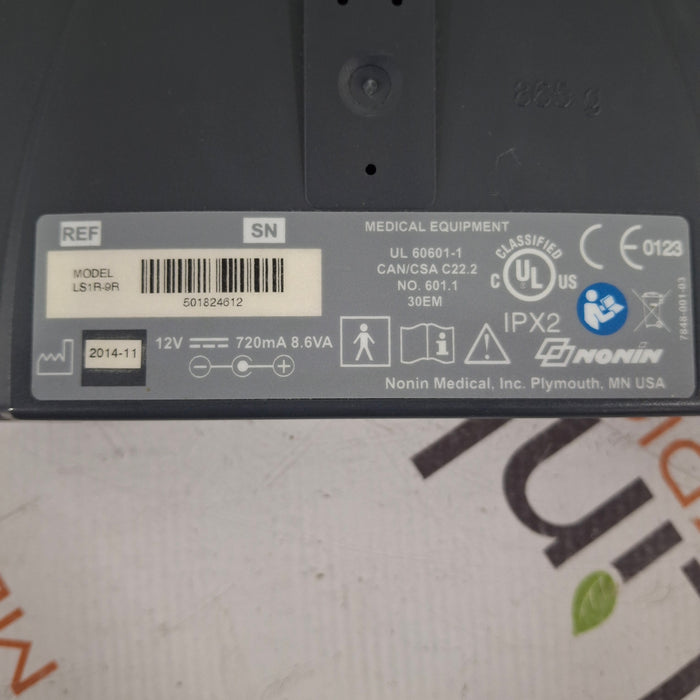 865 g
REF
SN
MODEL
LS1R-9R
501824612
2014-11
12V 720mA 8.6VA
MEDICAL EQUIPMENT
UL 60601-1
CAN/CSA C22.2
NO. 601.1
30EM
CLASSIFIED
C UL US
IPX2
CE 0123
NONIN
Nonin Medical, Inc. Plymouth, MN USA
7848-001-03